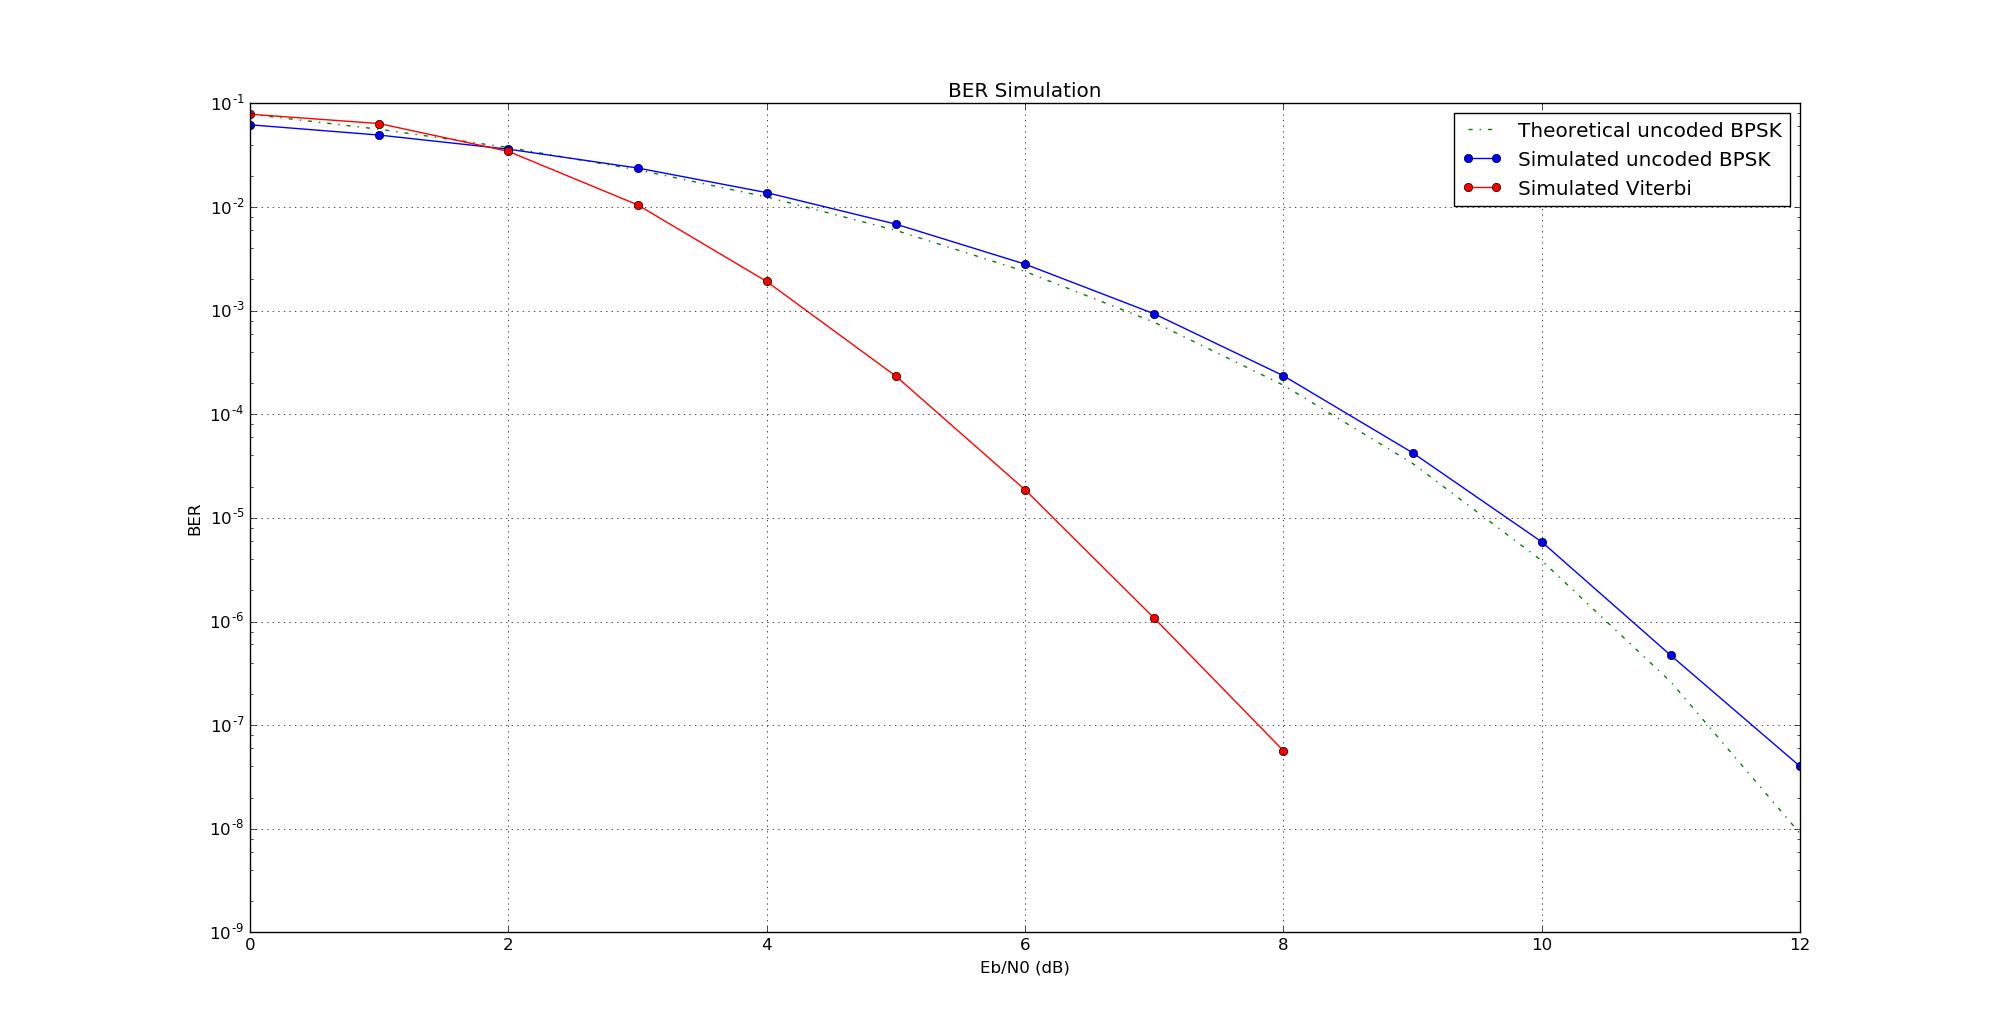 BER Simulation
10^-1
10^-2
10^-3
10^-4
10^-5
10^-6
10^-7
10^-8
10^-9
BER
0 2 4 6 8 10 12
Eb/N0 (dB)
Theoretical uncoded BPSK
Simulated uncoded BPSK
Simulated Viterbi